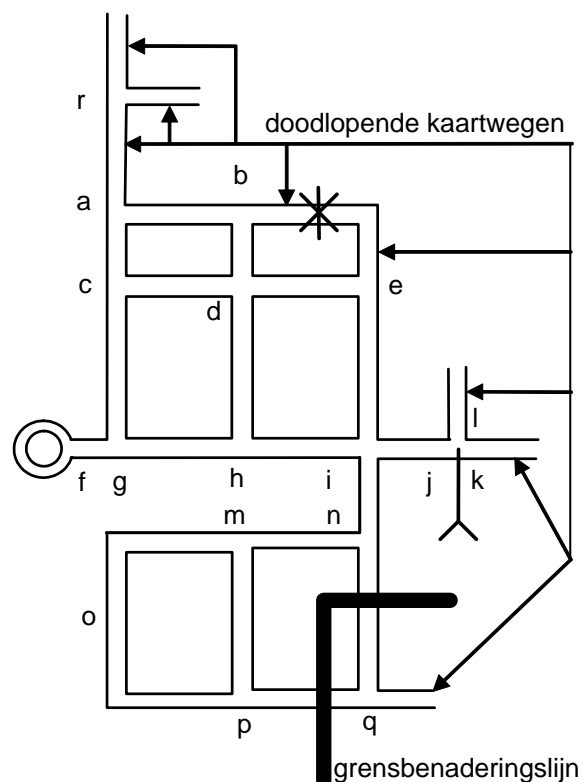 r
doodlopende kaartwegen
b
a
c e
d
l
f g h i j k
m n
o
p q
grensbenaderingslijn